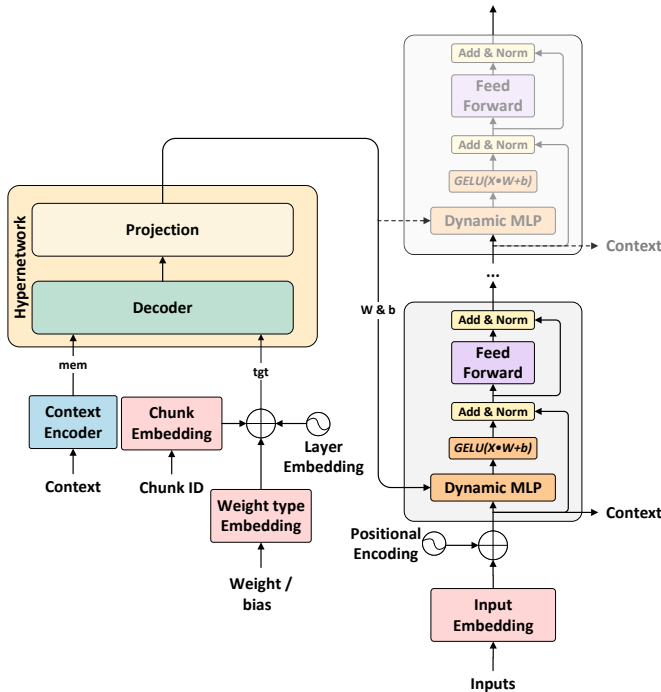 Add & Norm
Feed
Forward
Add & Norm
GELU(X•W+b)
Dynamic MLP
Context
...
Hypernetwork
Projection
Decoder
W & b
mem
tgt
Context
Encoder
Chunk
Embedding
Layer
Embedding
Context
Chunk ID
Weight type
Embedding
Weight /
bias
Add & Norm
Feed
Forward
Add & Norm
GELU(X•W+b)
Dynamic MLP
Context
Positional
Encoding
Input
Embedding
Inputs